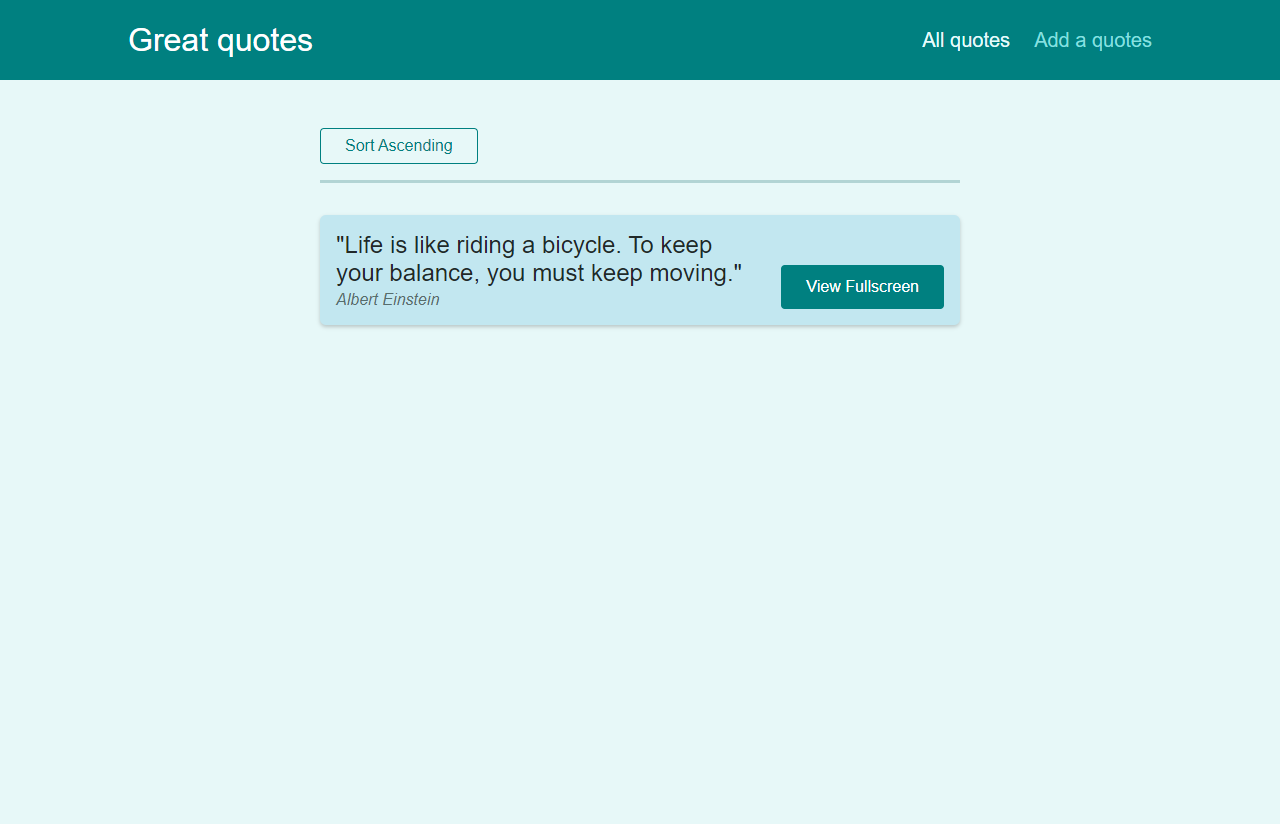 Great quotes
All quotes
Add a quotes
Sort Ascending
"Life is like riding a bicycle. To keep
your balance, you must keep moving."
Albert Einstein
View Fullscreen